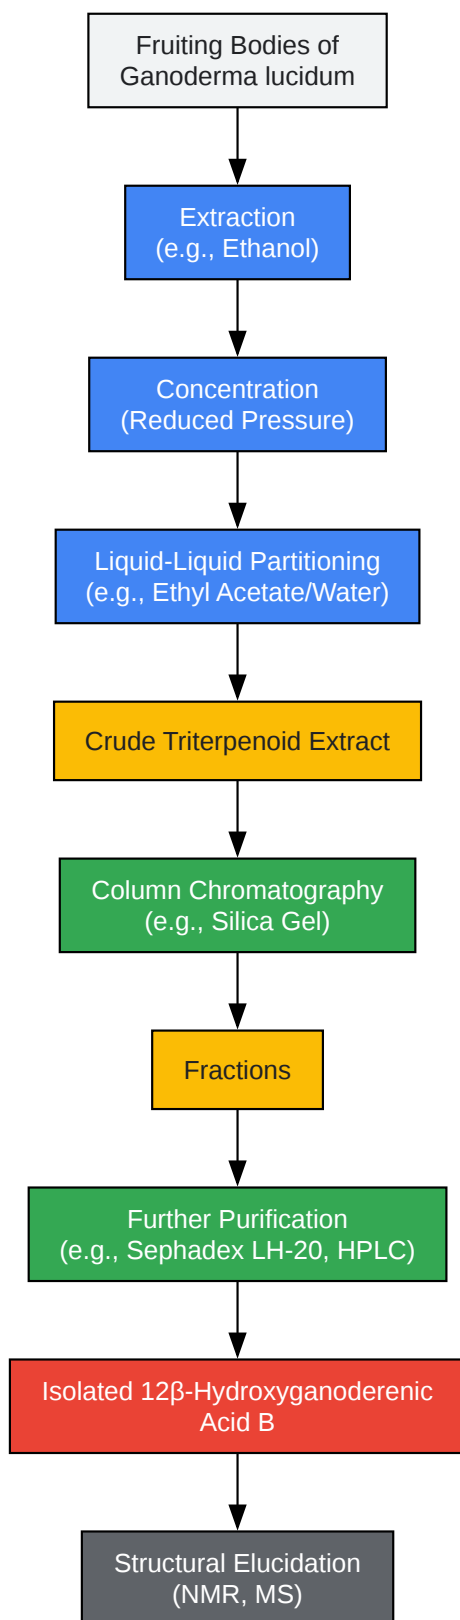 Fruiting Bodies of
Ganoderma lucidum
Extraction
(e.g., Ethanol)
Concentration
(Reduced Pressure)
Liquid-Liquid Partitioning
(e.g., Ethyl Acetate/Water)
Crude Triterpenoid Extract
Column Chromatography
(e.g., Silica Gel)
Fractions
Further Purification
(e.g., Sephadex LH-20, HPLC)
Isolated 12β-Hydroxyganoderenic
Acid B
Structural Elucidation
(NMR, MS)